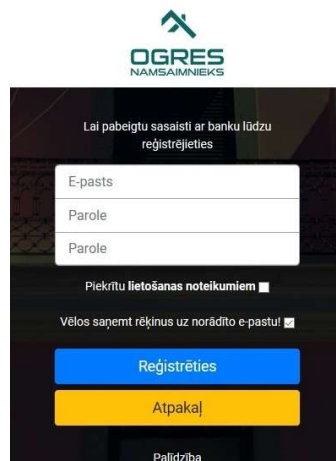 OGRES
NAMSAIMNIEKS
Lai pabeigtu sasaisti ar banku lūdzu
reģistrējieties
E-pasts
Parole
Parole
Piekrītu lietošanas noteikumiem
Vēlos saņemt rēķinus uz norādīto e-pastu!
Reģistrēties
Atpakaļ
Palīdzība